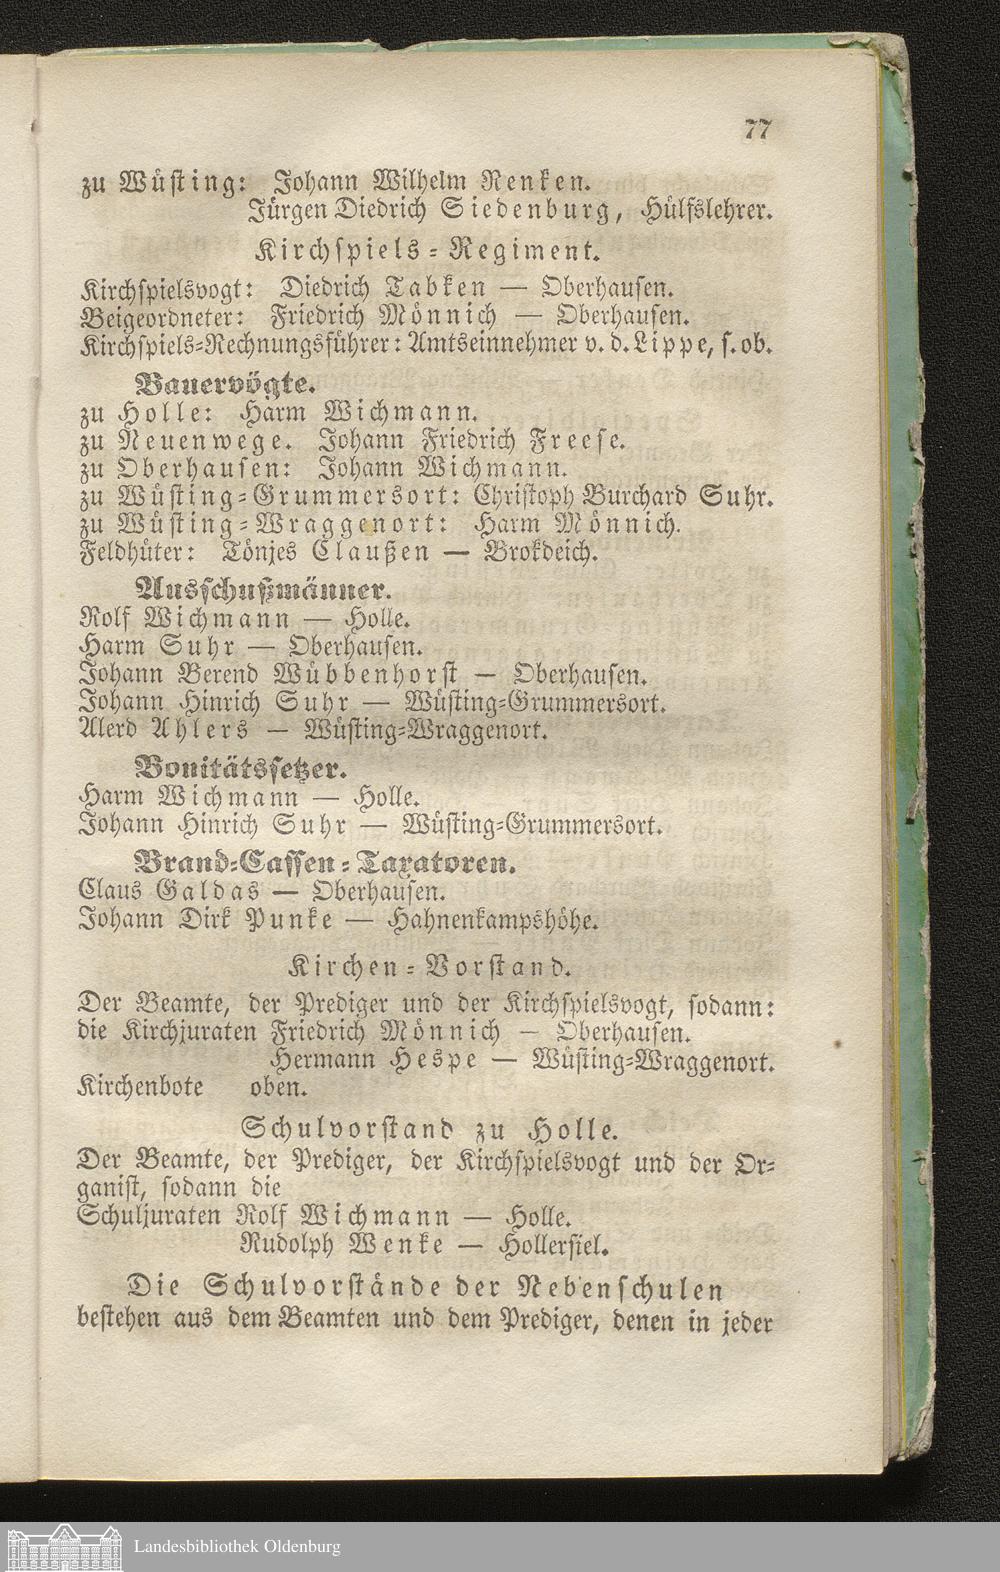 77
zu Wüsting: Johann Wilhelm Renken.
Jürgen Diedrich Siedenburg, Hülfslehrer.
Kirchspiels-Regiment.
Kirchspielsvogt: Diedrich Tabken — Oberhausen.
Beigeordneter: Friedrich Mönnich — Oberhausen.
Kirchspiels-Rechnungsführer: Amtseinnehmer v. d. Lippe, s. ob.
Bauervögte.
zu Holle: Harm Wichmann.
zu Neuenwege. Johann Friedrich Freese.
zu Oberhausen: Johann Wichmann.
zu Wüsting-Grummersort: Christoph Burchard Suhr.
zu Wüsting-Wraggenort: Harm Mönnich.
Feldhüter: Tönjes Claußen — Brokdeich.
Ausschußmänner.
Rolf Wichmann — Holle.
Harm Suhr — Oberhausen.
Johann Berend Wübbenhorst — Oberhausen.
Johann Hinrich Suhr — Wüsting-Grummersort.
Alerd Ahlers — Wüsting-Wraggenort.
Bonitätssetzer.
Harm Wichmann — Holle.
Johann Hinrich Suhr — Wüsting-Grummersort.
Brand-Cassen-Taxatoren.
Claus Galdas — Oberhausen.
Johann Dirk Punke — Hahnenkampshöhe.
Kirchen-Vorstand.
Der Beamte, der Prediger und der Kirchspielsvogt, sodann:
die Kirchjuraten Friedrich Mönnich — Oberhausen.
Hermann Hespe — Wüsting-Wraggenort.
Kirchenbote oben.
Schulvorstand zu Holle.
Der Beamte, der Prediger, der Kirchspielsvogt und der Or-
ganist, sodann die
Schuljuraten Rolf Wichmann — Holle.
Rudolph Wenke — Hollersiel.
Die Schulvorstände der Nebenschulen
bestehen aus dem Beamten und dem Prediger, denen in jeder
Landesbibliothek Oldenburg